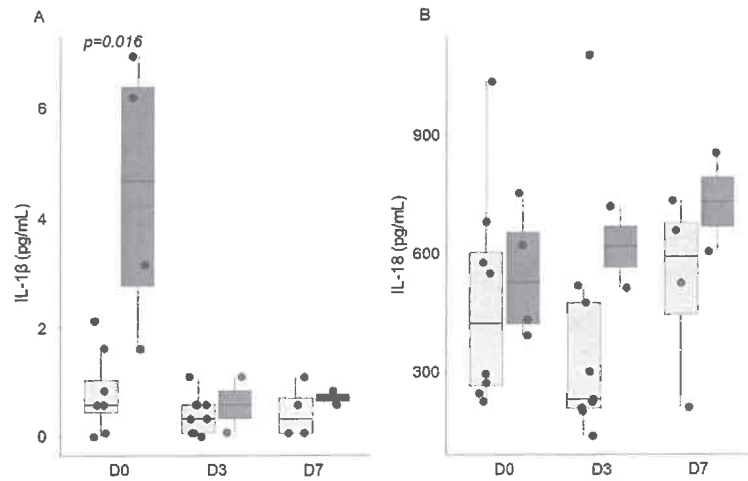 A
p=0.016
6
4
2
0
IL-1β (pg/mL)
D0 D3 D7
B
900
600
300
IL-18 (pg/mL)
D0 D3 D7